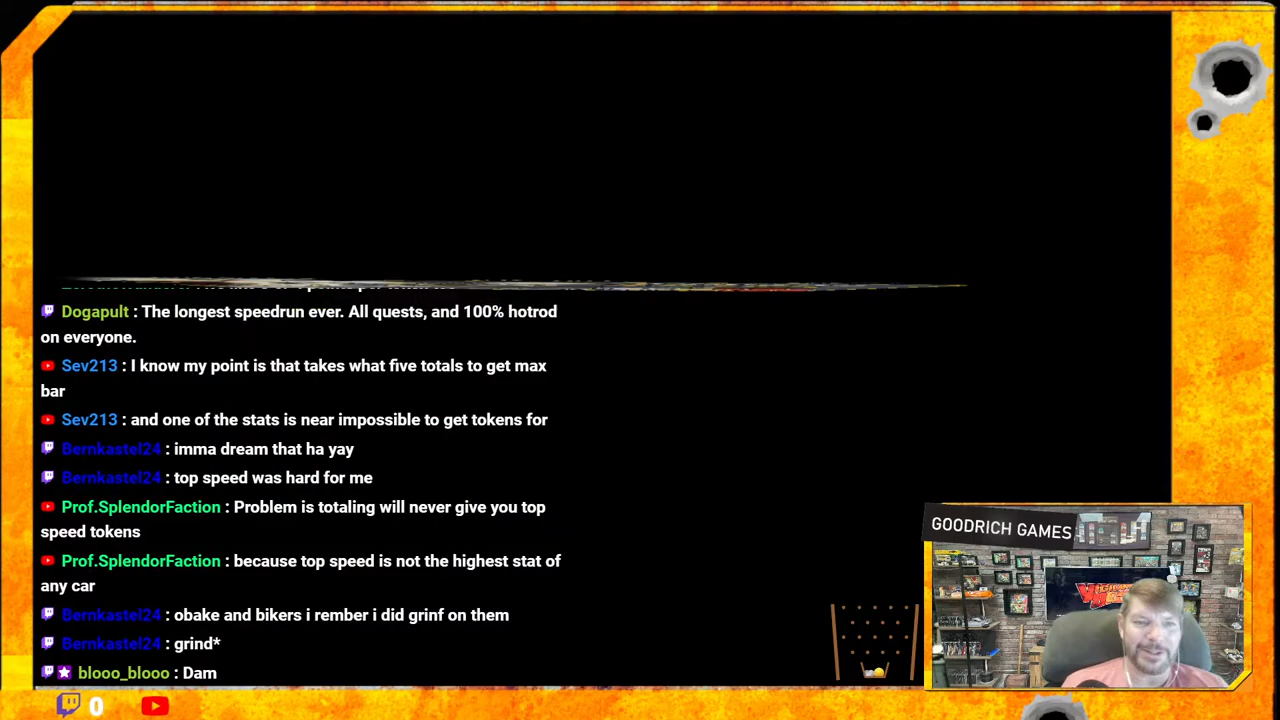 Dogapult : The longest speedrun ever. All quests, and 100% hotrod
on everyone.
Sev213 : I know my point is that takes what five totals to get max
bar
Sev213 : and one of the stats is near impossible to get tokens for
Bernkastel24 : imma dream that ha yay
Bernkastel24 : top speed was hard for me
Prof.SplendorFaction : Problem is totaling will never give you top
speed tokens
Prof.SplendorFaction : because top speed is not the highest stat of
any car
Bernkastel24 : obake and bikers i rember i did grinf on them
Bernkastel24 : grind*
blooo_blooo : Dam
GOODRICH GAMES
0